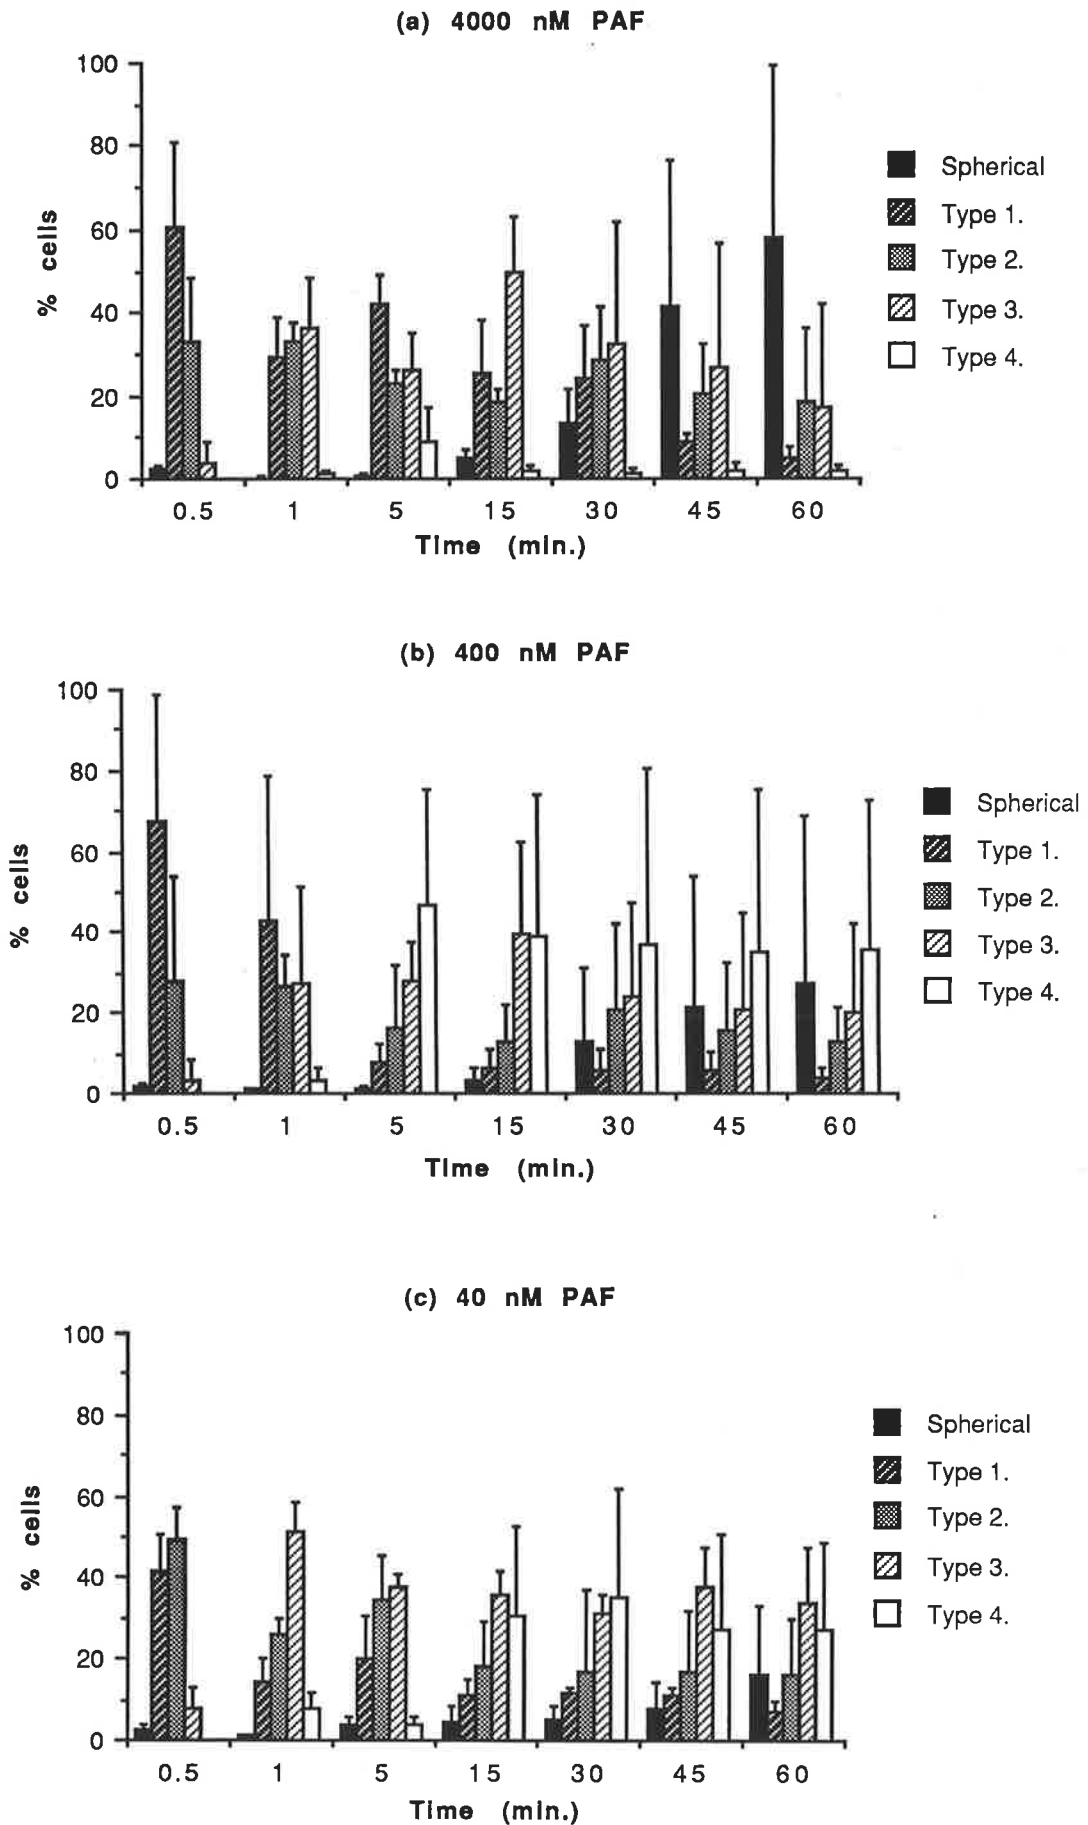 (a) 4000 nM PAF
100
80
60
40
20
0
% cells
0.5 1 5 15 30 45 60
Time (min.)
Spherical
Type 1.
Type 2.
Type 3.
Type 4.
(b) 400 nM PAF
100
80
60
40
20
0
% cells
0.5 1 5 15 30 45 60
Time (min.)
Spherical
Type 1.
Type 2.
Type 3.
Type 4.
(c) 40 nM PAF
100
80
60
40
20
0
% cells
0.5 1 5 15 30 45 60
Time (min.)
Spherical
Type 1.
Type 2.
Type 3.
Type 4.